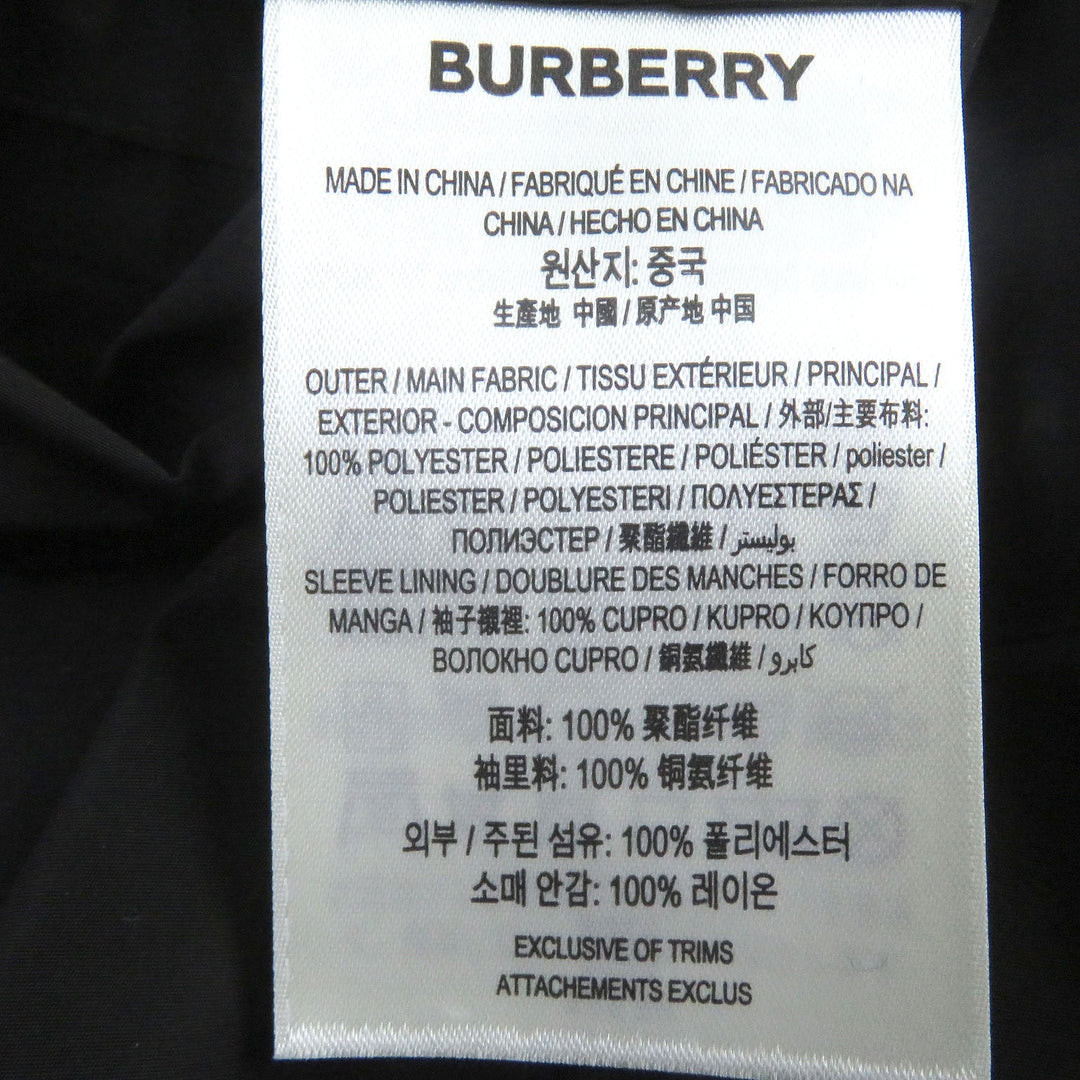 BURBERRY
MADE IN CHINA / FABRIQUÉ EN CHINE / FABRICADO NA
CHINA / HECHO EN CHINA
원산지: 중국
生產地 中國 / 原产地 中国
OUTER / MAIN FABRIC / TISSU EXTÉRIEUR / PRINCIPAL /
EXTERIOR - COMPOSICION PRINCIPAL / 外部/主要布料:
100% POLYESTER / POLIESTERE / POLIÉSTER / poliester /
POLIESTER / POLYESTERI / ΠΟΛΥΕΣΤΕΡΑΣ /
ПОЛИЭСТЕР / 聚酯纖維 / بوليستر
SLEEVE LINING / DOUBLURE DES MANCHES / FORRO DE
MANGA / 袖子襯裡: 100% CUPRO / KUPRO / ΚΟΥΠΡΟ /
ВОЛОКНО CUPRO / 銅氨纖維 / كابرو
面料: 100% 聚酯纤维
袖里料: 100% 铜氨纤维
외부 / 주된 섬유: 100% 폴리에스터
소매 안감: 100% 레이온
EXCLUSIVE OF TRIMS
ATTACHEMENTS EXCLUS